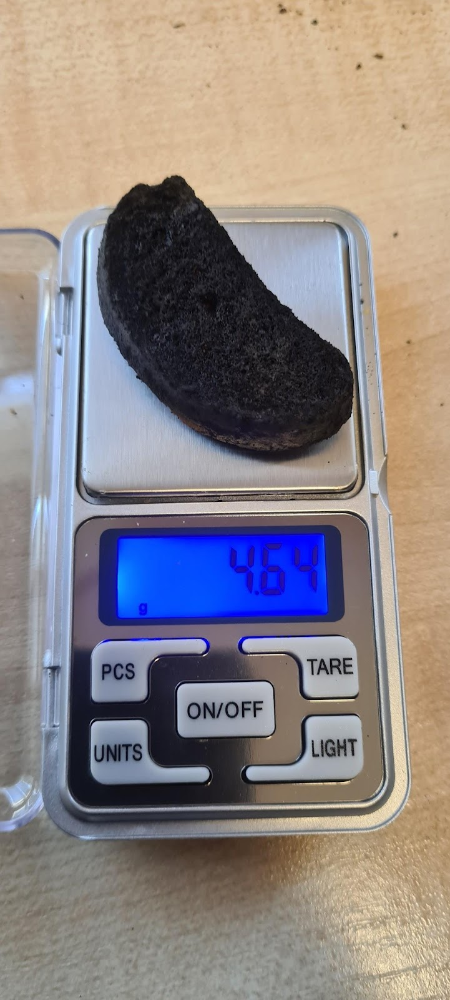 4.64
g
PCS
TARE
ON/OFF
UNITS
LIGHT